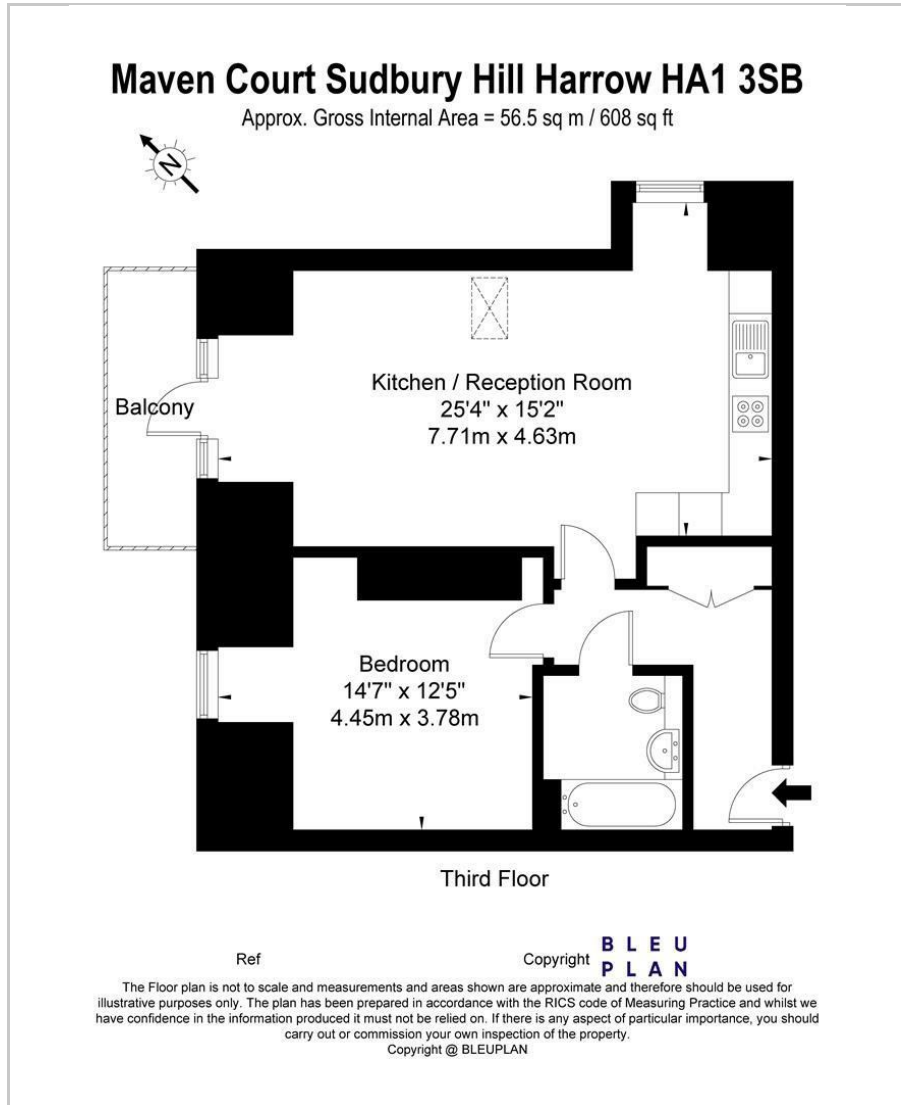 Maven Court Sudbury Hill Harrow HA1 3SB
Approx. Gross Internal Area = 56.5 sq m / 608 sq ft
N
Kitchen / Reception Room
25'4" x 15'2"
7.71m x 4.63m
Balcony
Bedroom
14'7" x 12'5"
4.45m x 3.78m
Third Floor
Ref
Copyright
BLEU
PLAN
The Floor plan is not to scale and measurements and areas shown are approximate and therefore should be used for
illustrative purposes only. The plan has been prepared in accordance with the RICS code of Measuring Practice and whilst we
have confidence in the information produced it must not be relied on. If there is any aspect of particular importance, you should
carry out or commission your own inspection of the property.
Copyright @ BLEUPLAN